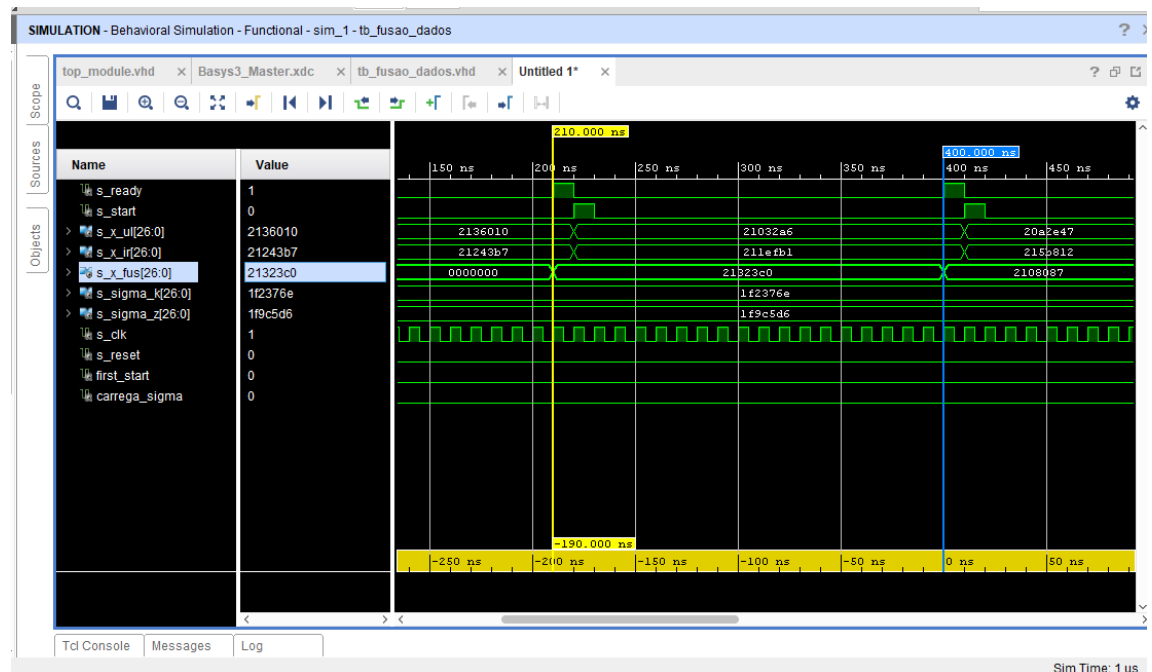 SIMULATION - Behavioral Simulation - Functional - sim_1 - tb_fusao_dados ?
top_module.vhd × Basys3_Master.xdc × tb_fusao_dados.vhd × Untitled 1* × ?
Scope
Sources
Objects
210.000 ns
400.000 ns
Name Value 150 ns 200 ns 250 ns 300 ns 350 ns 400 ns 450 ns
s_ready 1
s_start 0
s_x_ul[26:0] 2136010 2136010 21032a6 20a2e47
s_x_ir[26:0] 21243b7 21243b7 211efb1 215b812
s_x_fus[26:0] 21323c0 0000000 21323c0 2108087
s_sigma_k[26:0] 1f2376e 1f2376e
s_sigma_z[26:0] 1f9c5d6 1f9c5d6
s_clk 1
s_reset 0
first_start 0
carrega_sigma 0
-190.000 ns
-250 ns -200 ns -150 ns -100 ns -50 ns 0 ns 50 ns
Tcl Console Messages Log
Sim Time: 1 us